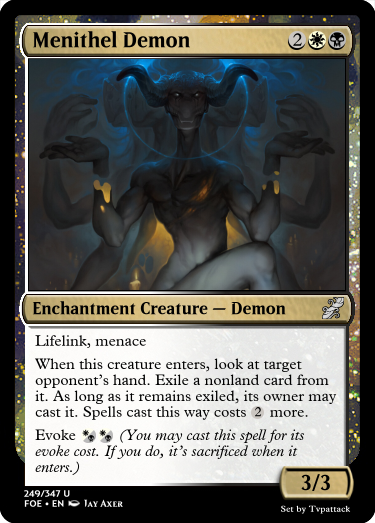 Menithel Demon 2
Enchantment Creature — Demon
Lifelink, menace
When this creature enters, look at target
opponent's hand. Exile a nonland card from
it. As long as it remains exiled, its owner may
cast it. Spells cast this way costs 2 more.
Evoke (You may cast this spell for its
evoke cost. If you do, it's sacrificed when it
enters.)
3/3
249/347 U
FOE • EN Jay Axer
Set by Tvpattack